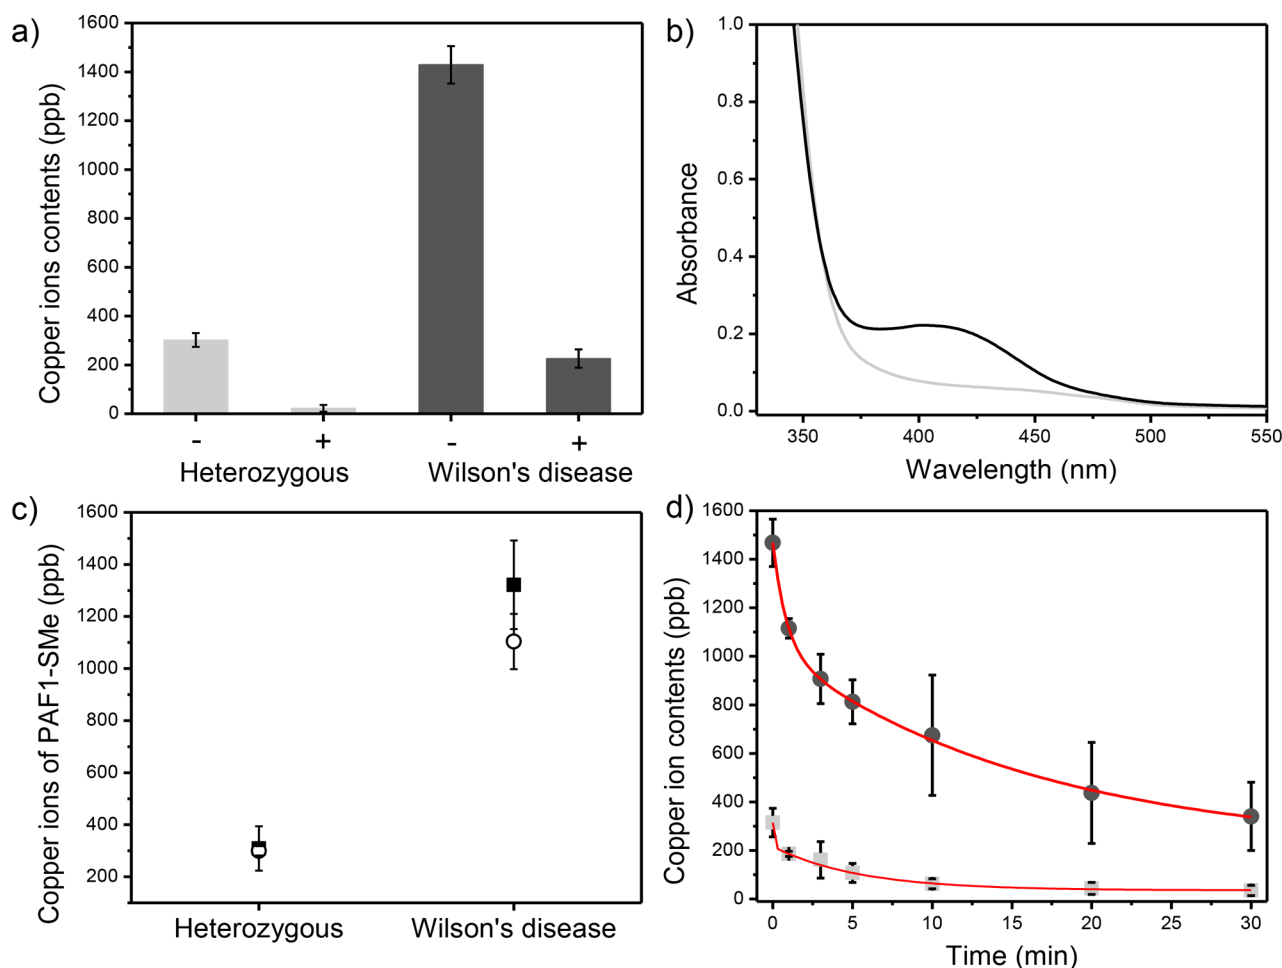 a)
Copper ions contents (ppb)
1600
1400
1200
1000
800
600
400
200
0
- + - +
Heterozygous Wilson's disease
b)
Absorbance
1.0
0.8
0.6
0.4
0.2
0.0
350 400 450 500 550
Wavelength (nm)
c)
Copper ions of PAF1-SMe (ppb)
1600
1400
1200
1000
800
600
400
200
Heterozygous Wilson's disease
d)
Copper ion contents (ppb)
1600
1400
1200
1000
800
600
400
200
0
0 5 10 15 20 25 30
Time (min)